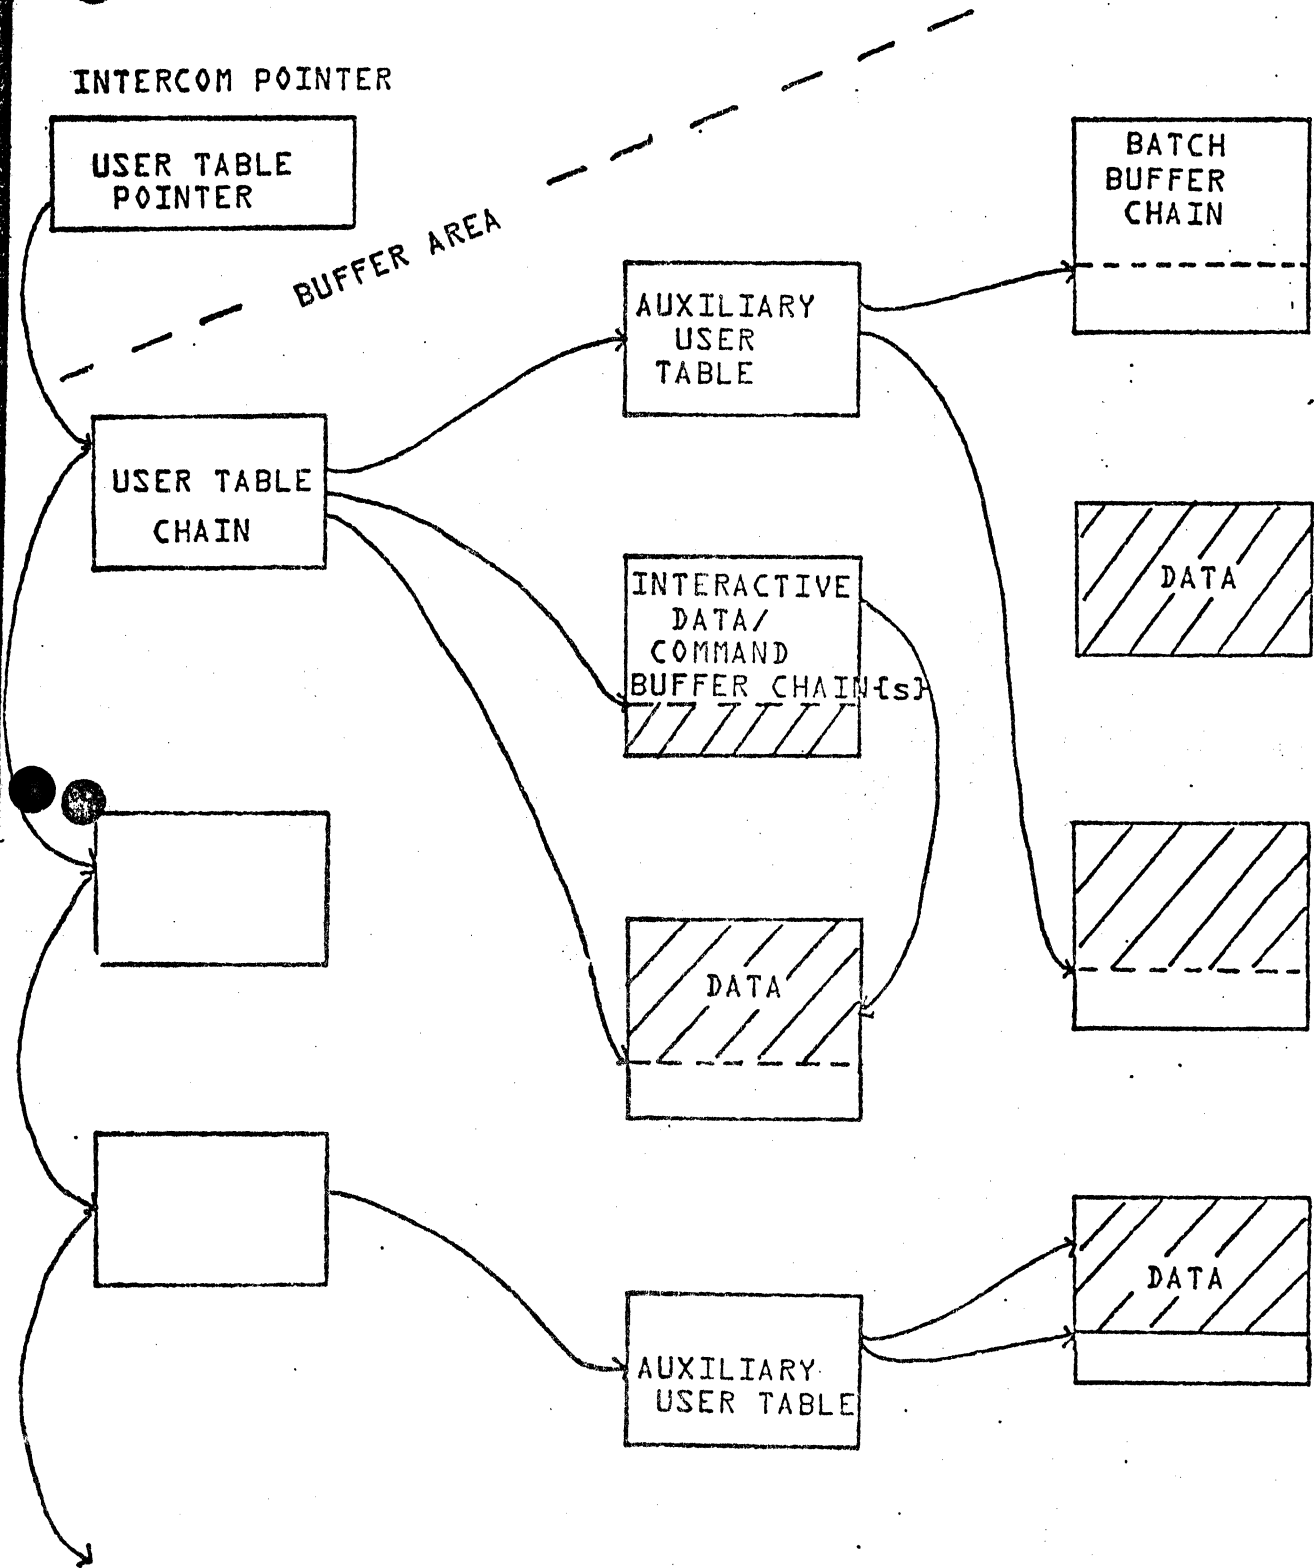 INTERCOM POINTER
USER TABLE
POINTER
BUFFER AREA
BATCH
BUFFER
CHAIN
AUXILIARY
USER
TABLE
USER TABLE
CHAIN
INTERACTIVE
DATA/
COMMAND
BUFFER CHAIN{s}
DATA
DATA
DATA
AUXILIARY
USER TABLE